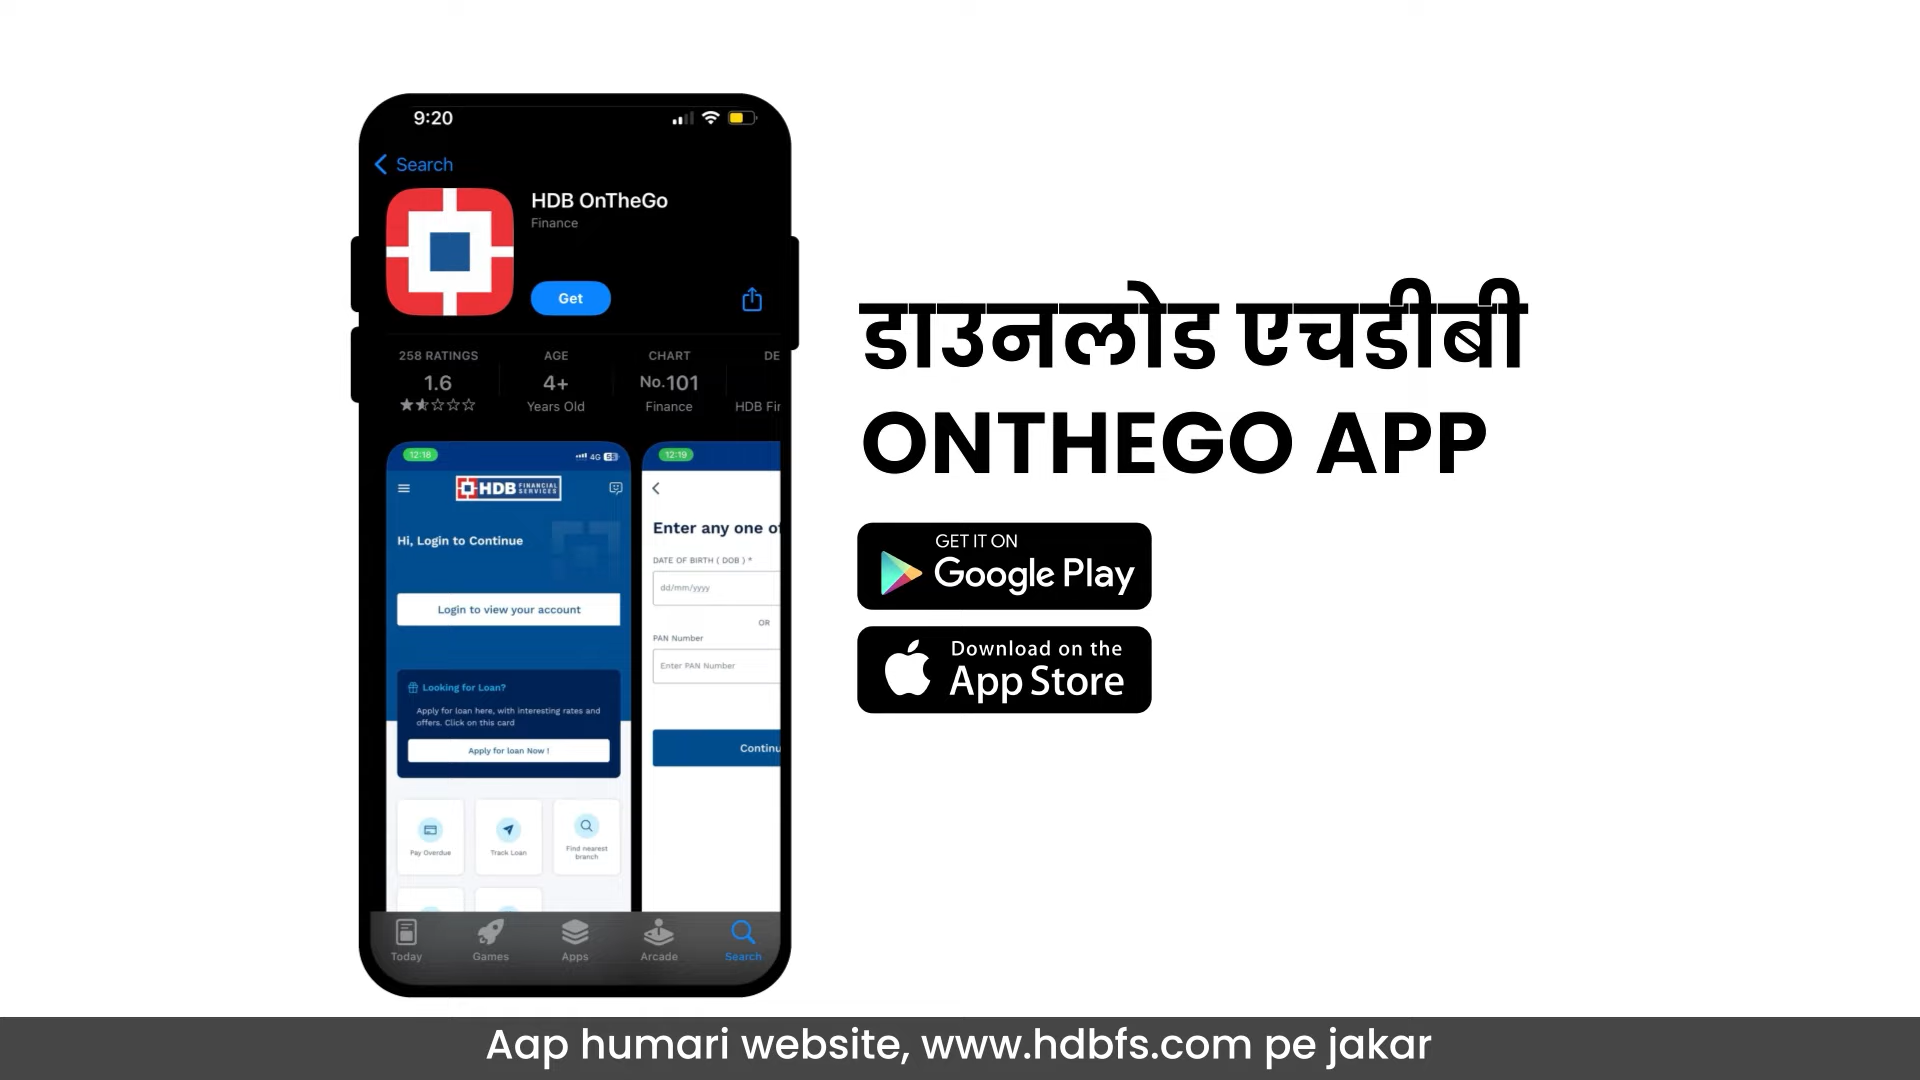 9:20
Search
HDB OnTheGo
Finance
Get
258 RATINGS
1.6
AGE
4+
Years Old
CHART
No.101
Finance
DE
HDB Fir
12:18
4G
HDB FINANCIAL SERVICES
Hi, Login to Continue
Login to view your account
Looking for Loan?
Apply for loan here, with interesting rates and
offers. Click on this card
Apply for loan Now !
Pay Overdue
Track Loan
Find nearest
branch
12:19
Enter any one of
DATE OF BIRTH ( DOB ) *
dd/mm/yyyy
OR
PAN Number
Enter PAN Number
Continu
Today
Games
Apps
Arcade
Search
डाउनलोड एचडीबी
ONTHEGO APP
GET IT ON
Google Play
Download on the
App Store
Aap humari website, www.hdbfs.com pe jakar